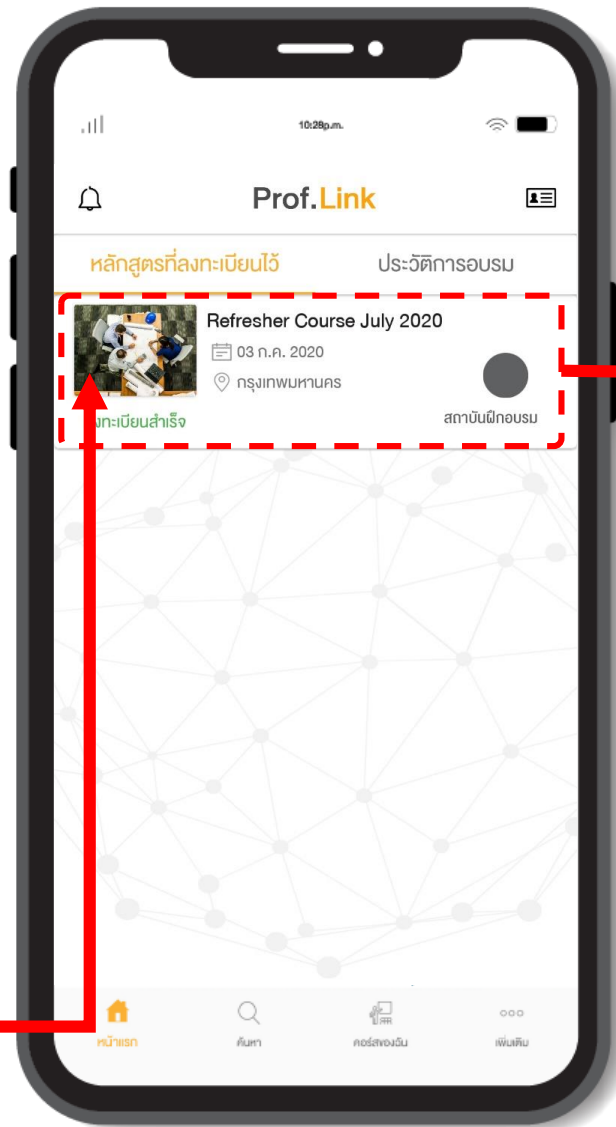 10:28p.m.
Prof.Link
หลักสูตรที่ลงทะเบียนไว้ ประวัติการอบรม
Refresher Course July 2020
03 ก.ค. 2020
กรุงเทพมหานคร
งทะเบียนสำเร็จ สถาบันฝึกอบรม
หน้าแรก ค้นหา คอร์สของฉัน เพิ่มเติม